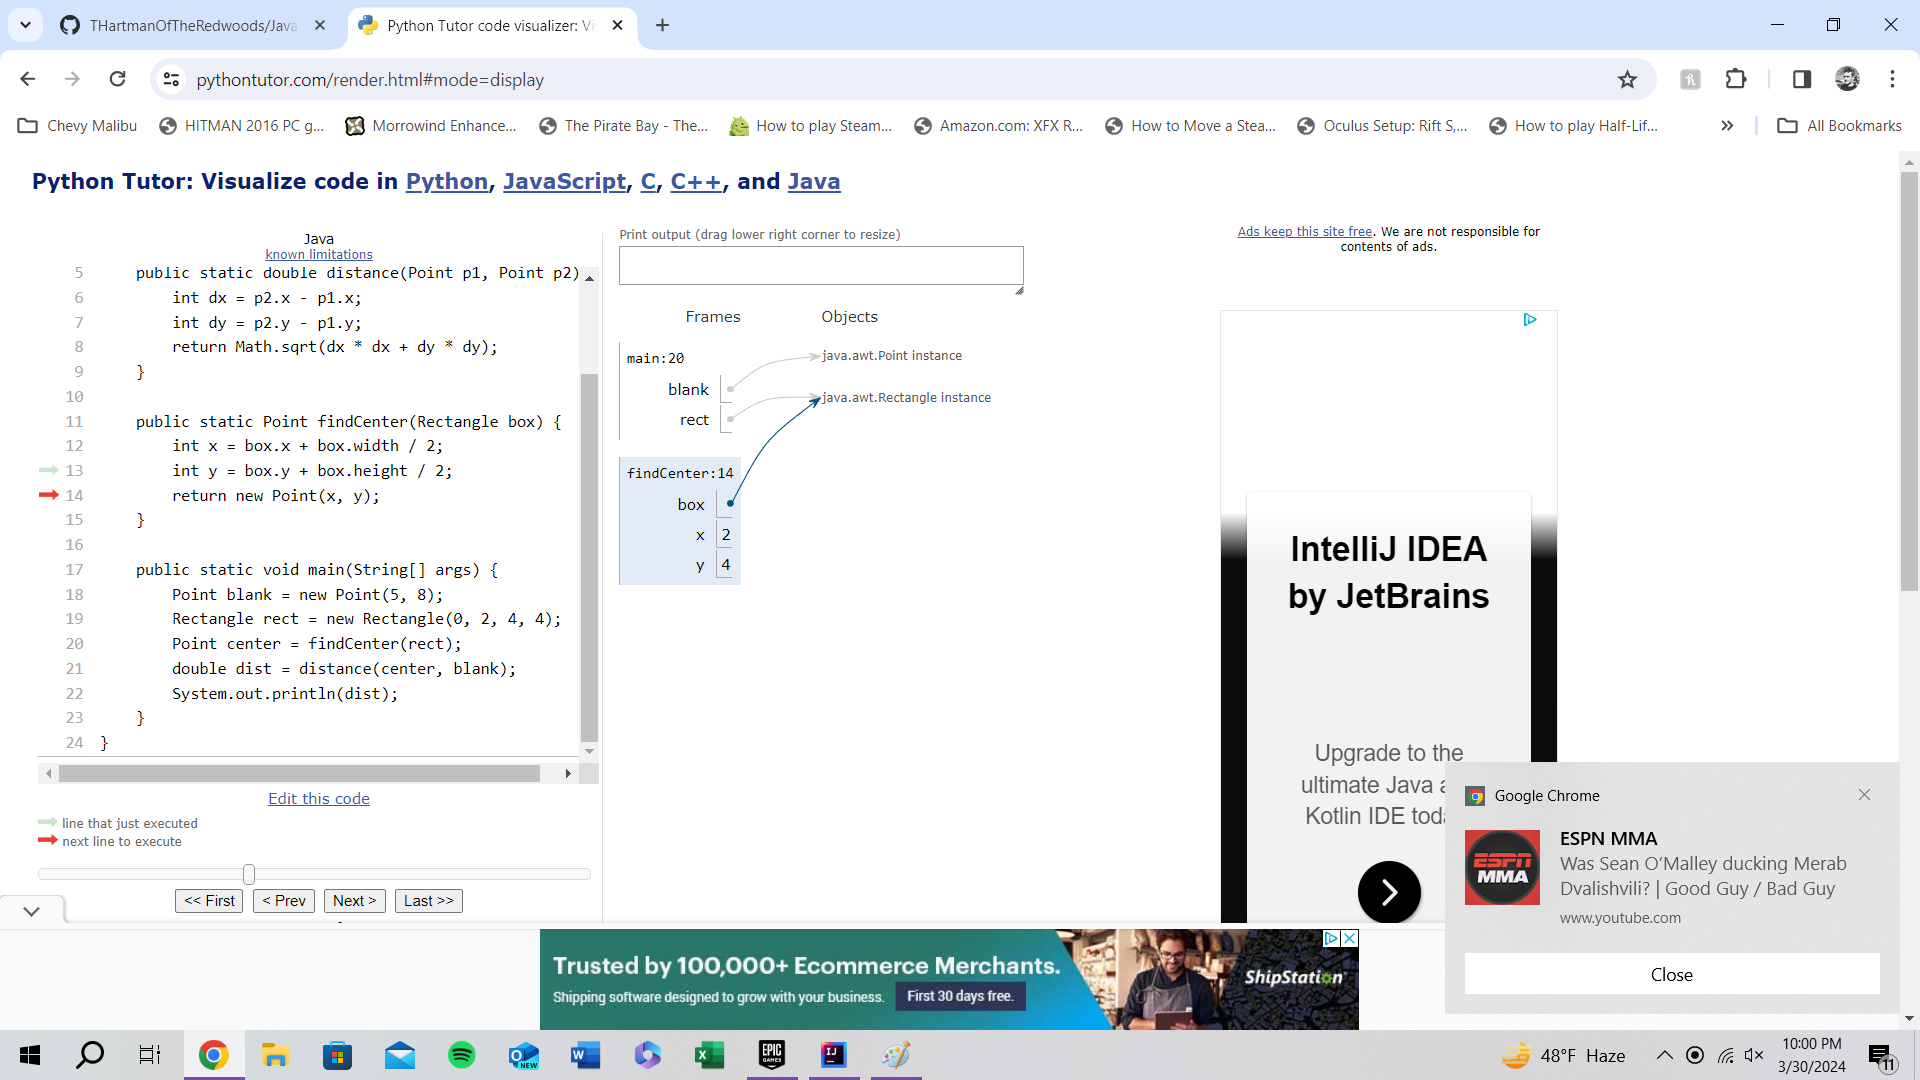 THartmanOfTheRedwoods/Java
Python Tutor code visualizer: Vi
pythontutor.com/render.html#mode=display
Chevy Malibu
HITMAN 2016 PC g...
Morrowind Enhance...
The Pirate Bay - The...
How to play Steam...
Amazon.com: XFX R...
How to Move a Stea...
Oculus Setup: Rift S,...
How to play Half-Lif...
All Bookmarks
Python Tutor: Visualize code in Python, JavaScript, C, C++, and Java
Java
known limitations
5 public static double distance(Point p1, Point p2)
6 int dx = p2.x - p1.x;
7 int dy = p2.y - p1.y;
8 return Math.sqrt(dx * dx + dy * dy);
9 }
10
11 public static Point findCenter(Rectangle box) {
12 int x = box.x + box.width / 2;
13 int y = box.y + box.height / 2;
14 return new Point(x, y);
15 }
16
17 public static void main(String[] args) {
18 Point blank = new Point(5, 8);
19 Rectangle rect = new Rectangle(0, 2, 4, 4);
20 Point center = findCenter(rect);
21 double dist = distance(center, blank);
22 System.out.println(dist);
23 }
24 }
Edit this code
line that just executed
next line to execute
<< First
< Prev
Next >
Last >>
Print output (drag lower right corner to resize)
Frames
Objects
main:20
blank
rect
java.awt.Point instance
java.awt.Rectangle instance
findCenter:14
box
x 2
y 4
Ads keep this site free. We are not responsible for
contents of ads.
IntelliJ IDEA
by JetBrains
Upgrade to the
ultimate Java a
Kotlin IDE toda
Google Chrome
ESPN MMA
ESPN MMA
Was Sean O'Malley ducking Merab
Dvalishvili? | Good Guy / Bad Guy
www.youtube.com
Close
Trusted by 100,000+ Ecommerce Merchants.
Shipping software designed to grow with your business.
First 30 days free.
ShipStation
NEW
EPIC GAMES
IJ
48°F Haze
10:00 PM
3/30/2024
11